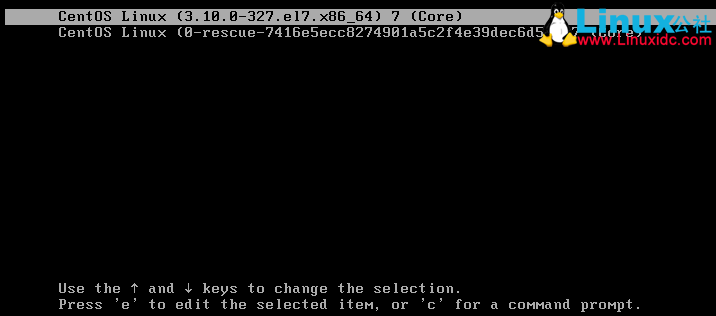 CentOS Linux (3.10.0-327.el7.x86_64) 7 (Core)
CentOS Linux (0-rescue-7416e5ecc8274901a5c2f4e39dec6d5 7 (Core)
Linux公社
www.Linuxidc.com
Use the ↑ and ↓ keys to change the selection.
Press 'e' to edit the selected item, or 'c' for a command prompt.